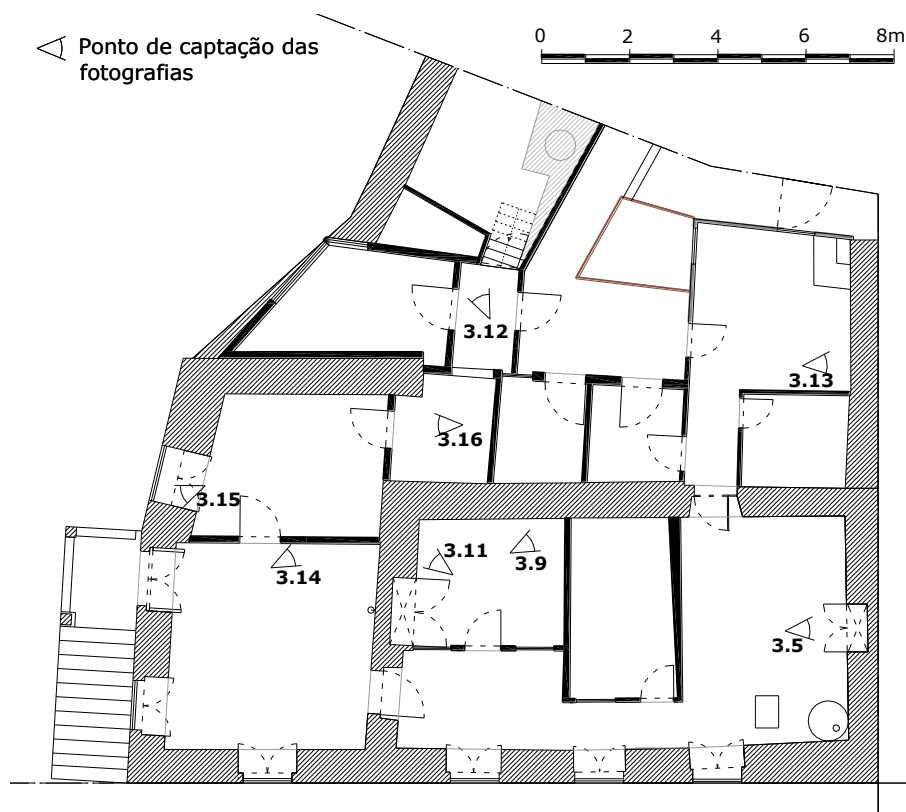 Ponto de captação das
fotografias
0 2 4 6 8m
3.12
3.13
3.16
3.15
3.11
3.9
3.14
3.5